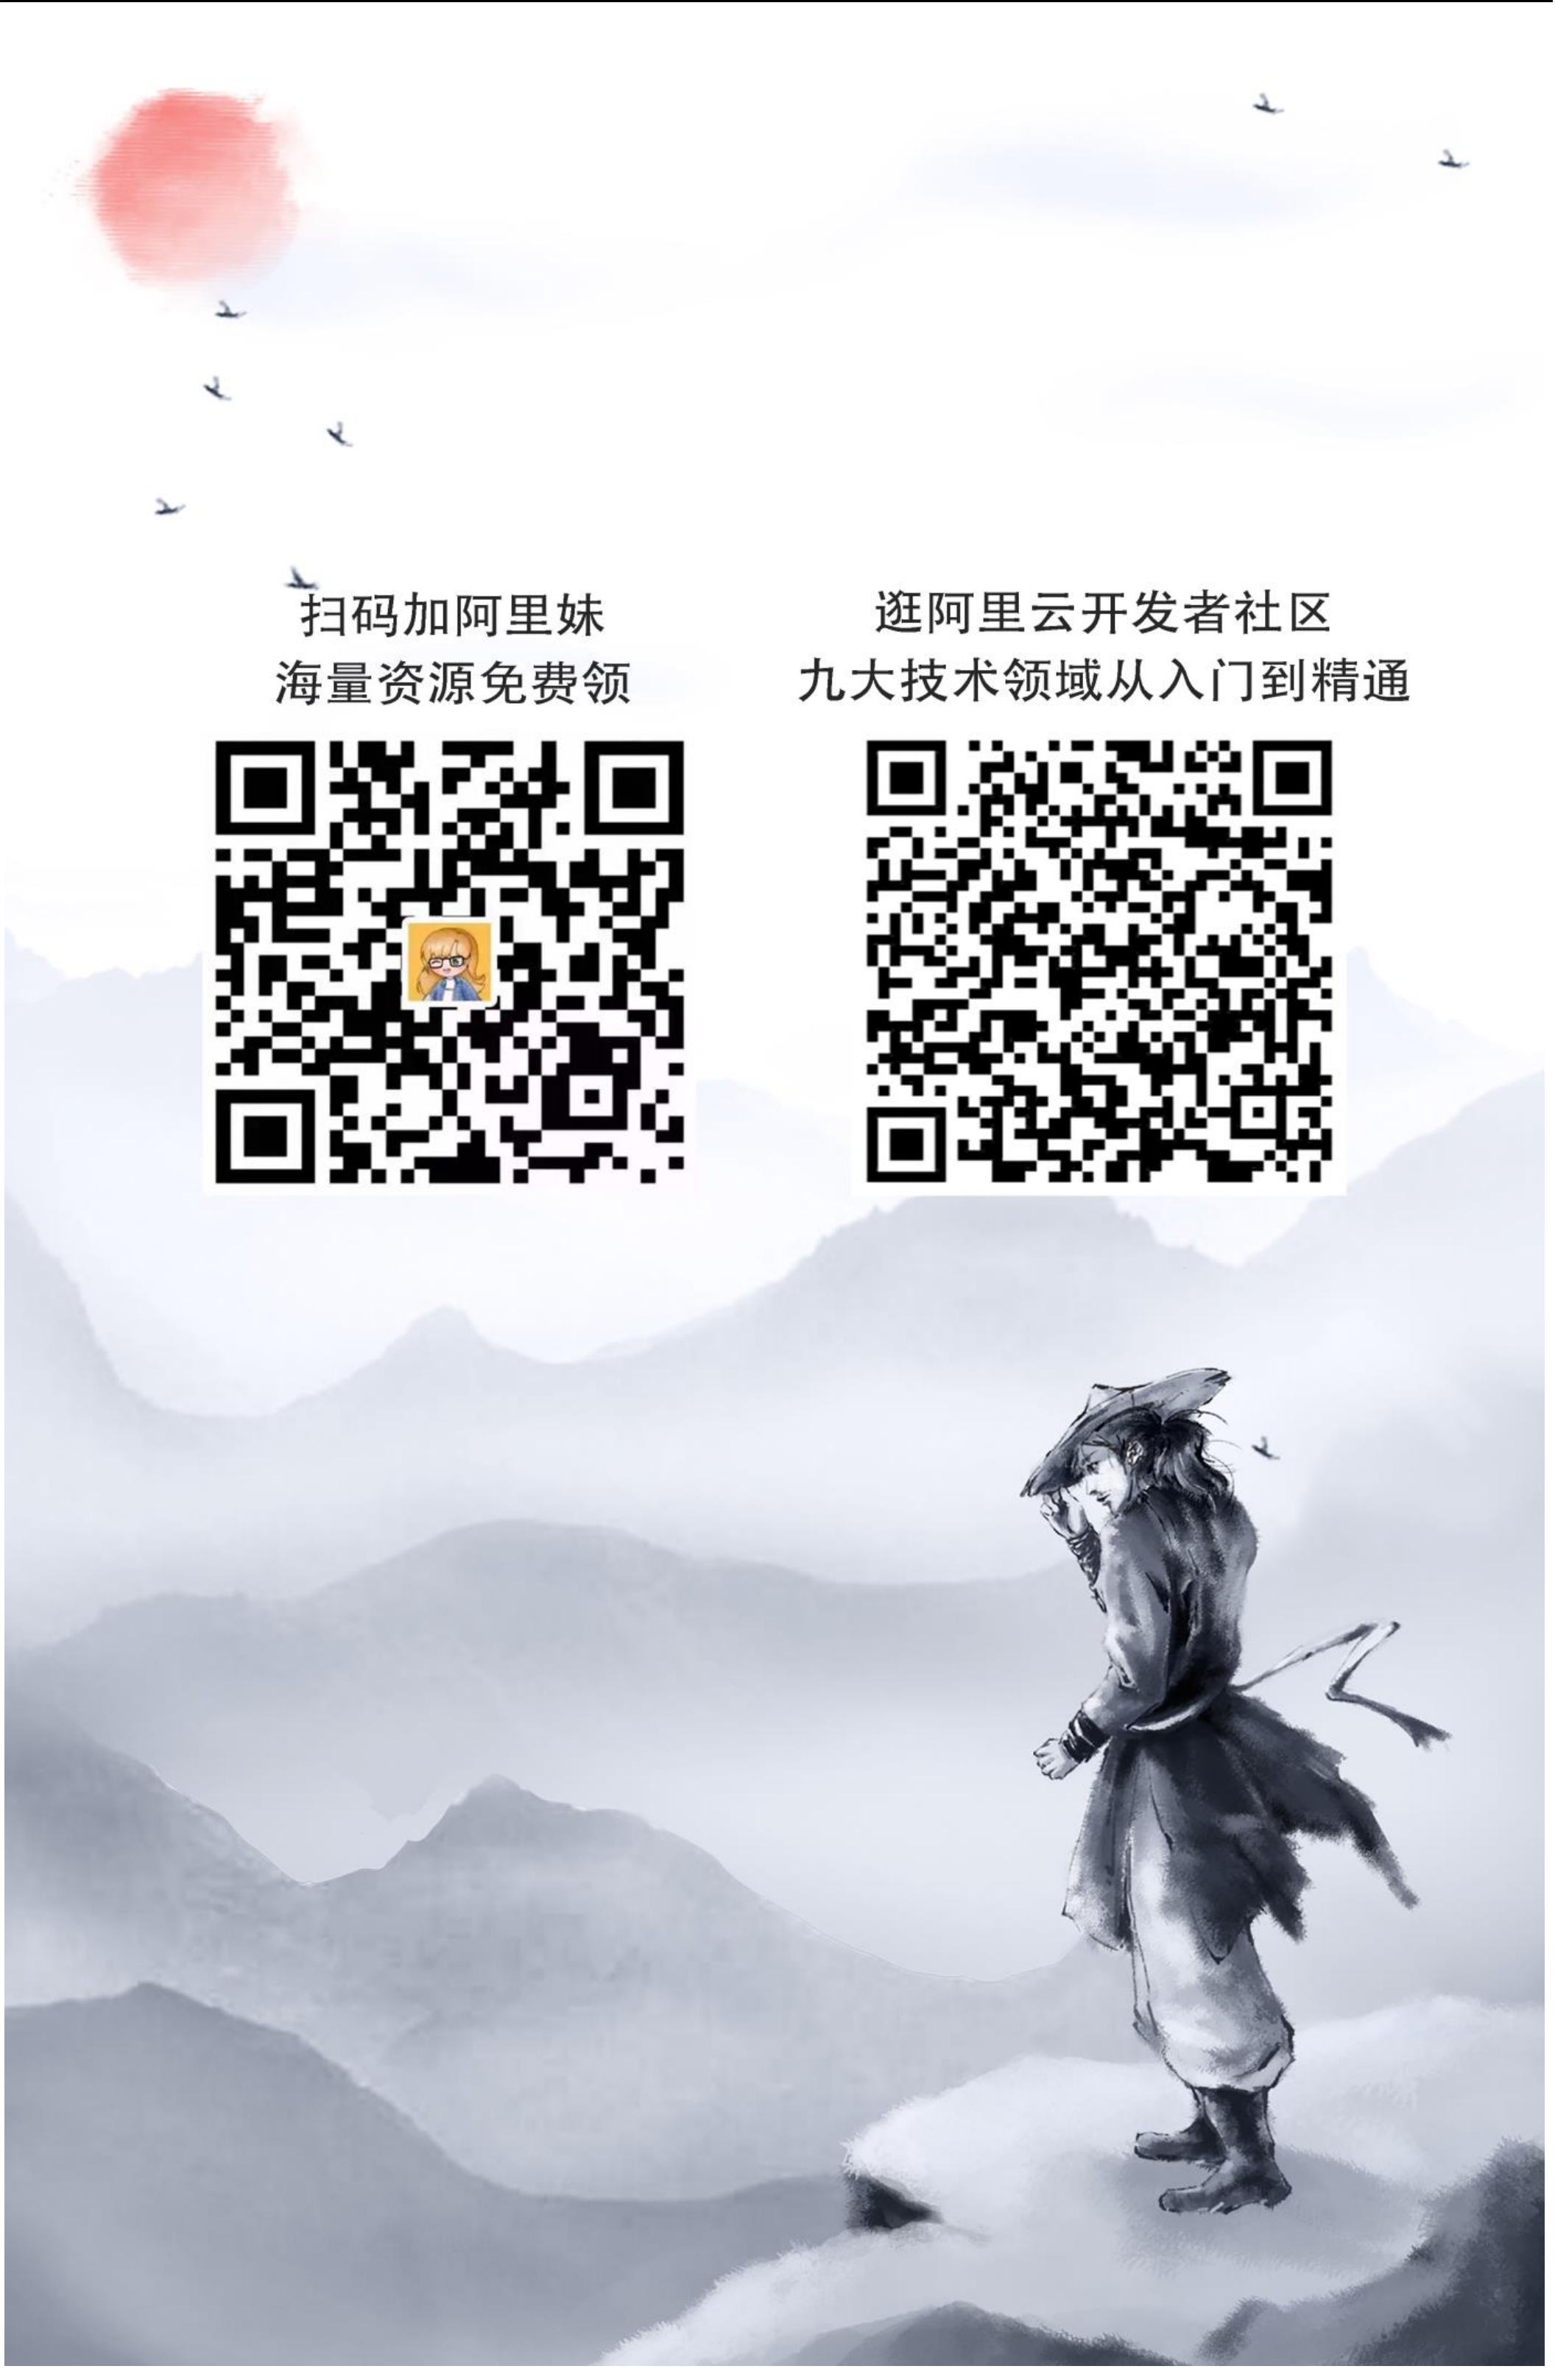 扫码加阿里妹
海量资源免费领
逛阿里云开发者社区
九大技术领域从入门到精通